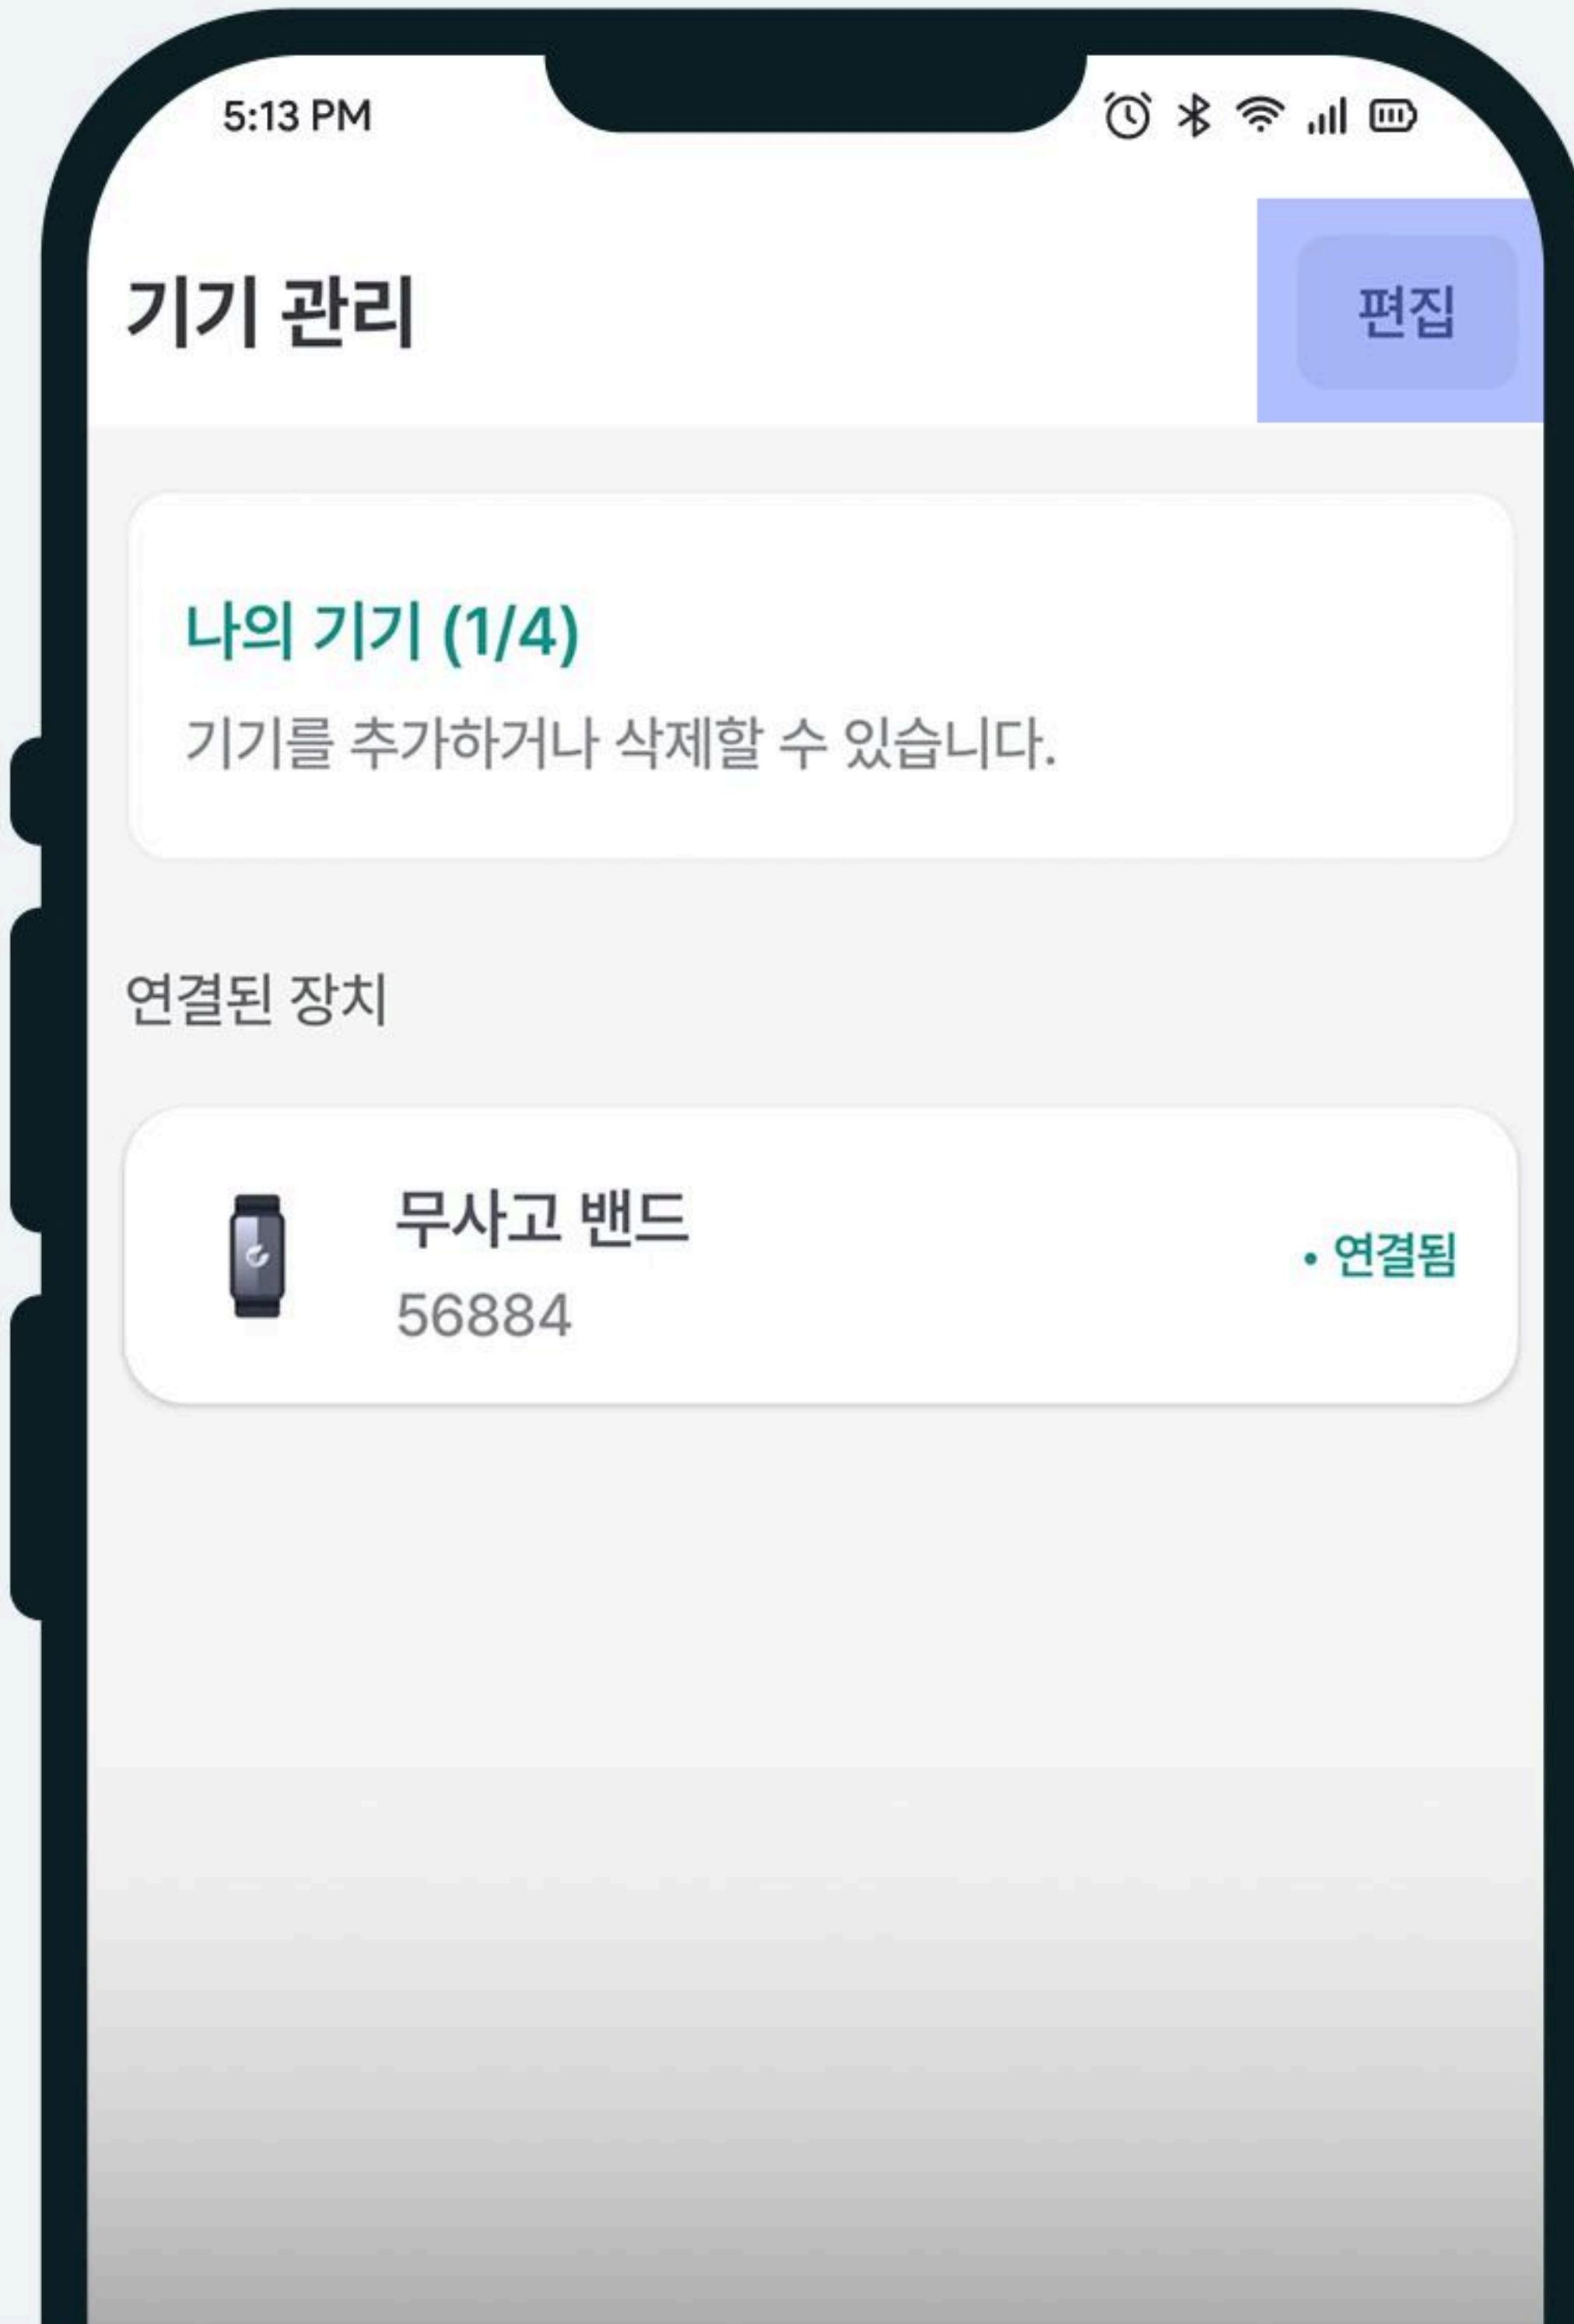 5:13 PM
기기 관리
편집
나의 기기 (1/4)
기기를 추가하거나 삭제할 수 있습니다.
연결된 장치
무사고 밴드
56884
• 연결됨